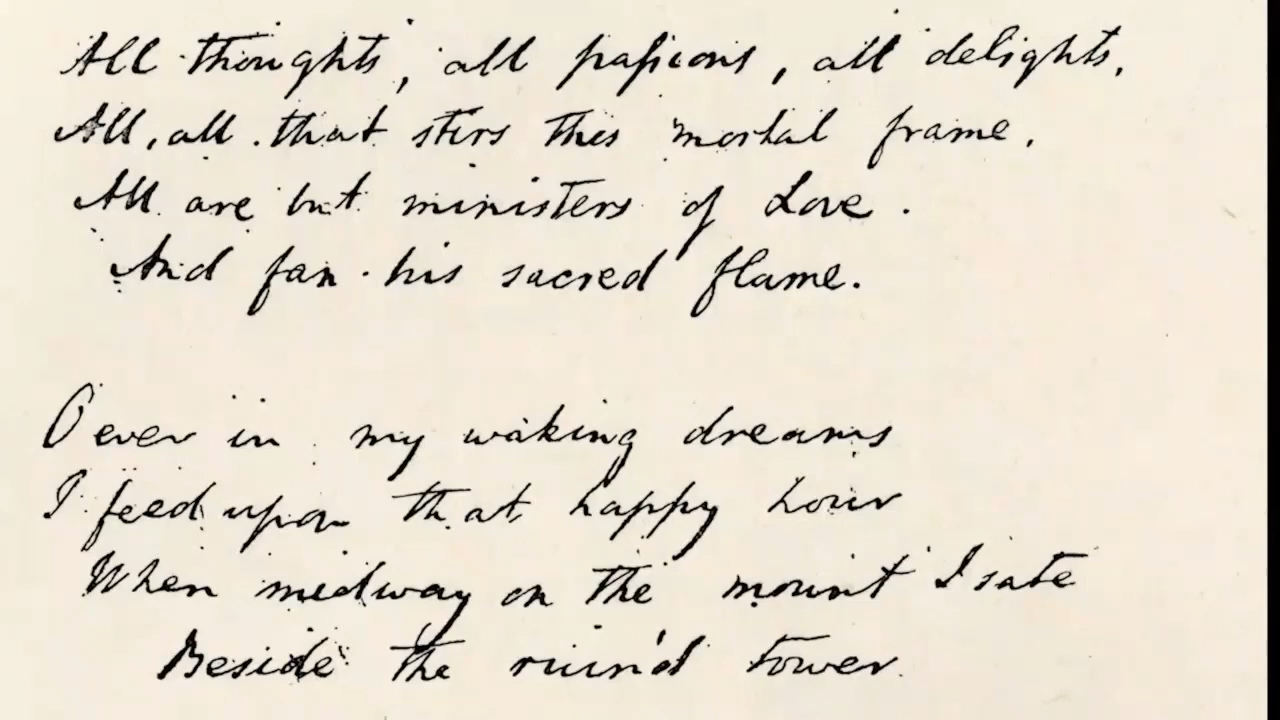 All thoughts, all paſsions, all delights,
All, all that stirs this mortal frame,
All are but ministers of Love.
And fan his sacred flame.
O ever in my waking dreams
I feed upon that happy hour
When midway on the mount I sate
Beside the ruin'd tower.